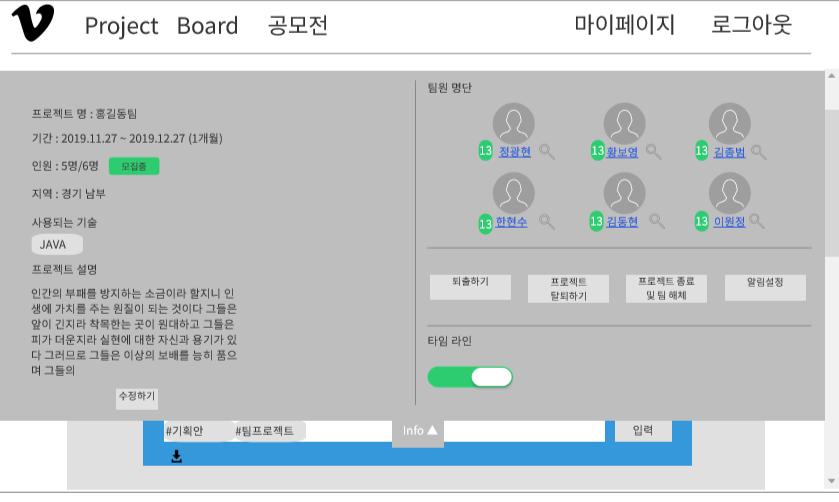 Project Board 공모전 마이페이지 로그아웃
프로젝트 명 : 홍길동팀
기간 : 2019.11.27 ~ 2019.12.27 (1개월)
인원 : 5명/6명 모집중
지역 : 경기 남부
사용되는 기술
JAVA
프로젝트 설명
인간의 부패를 방지하는 소금이라 할지니 인
생에 가치를 주는 원질이 되는 것이다 그들은
앞이 긴지라 착목한는 곳이 원대하고 그들은
피가 더운지라 실현에 대한 자신과 용기가 있
다 그러므로 그들은 이상의 보배를 능히 품으
며 그들의
수정하기
팀원 명단
13 정광현 13 황보영 13 김종범
13 한현수 13 김동현 13 이원정
퇴출하기
프로젝트
탈퇴하기
프로젝트 종료
및 팀 해체
알림설정
타임 라인
#기획안 #팀프로젝트 Info ▲ 입력